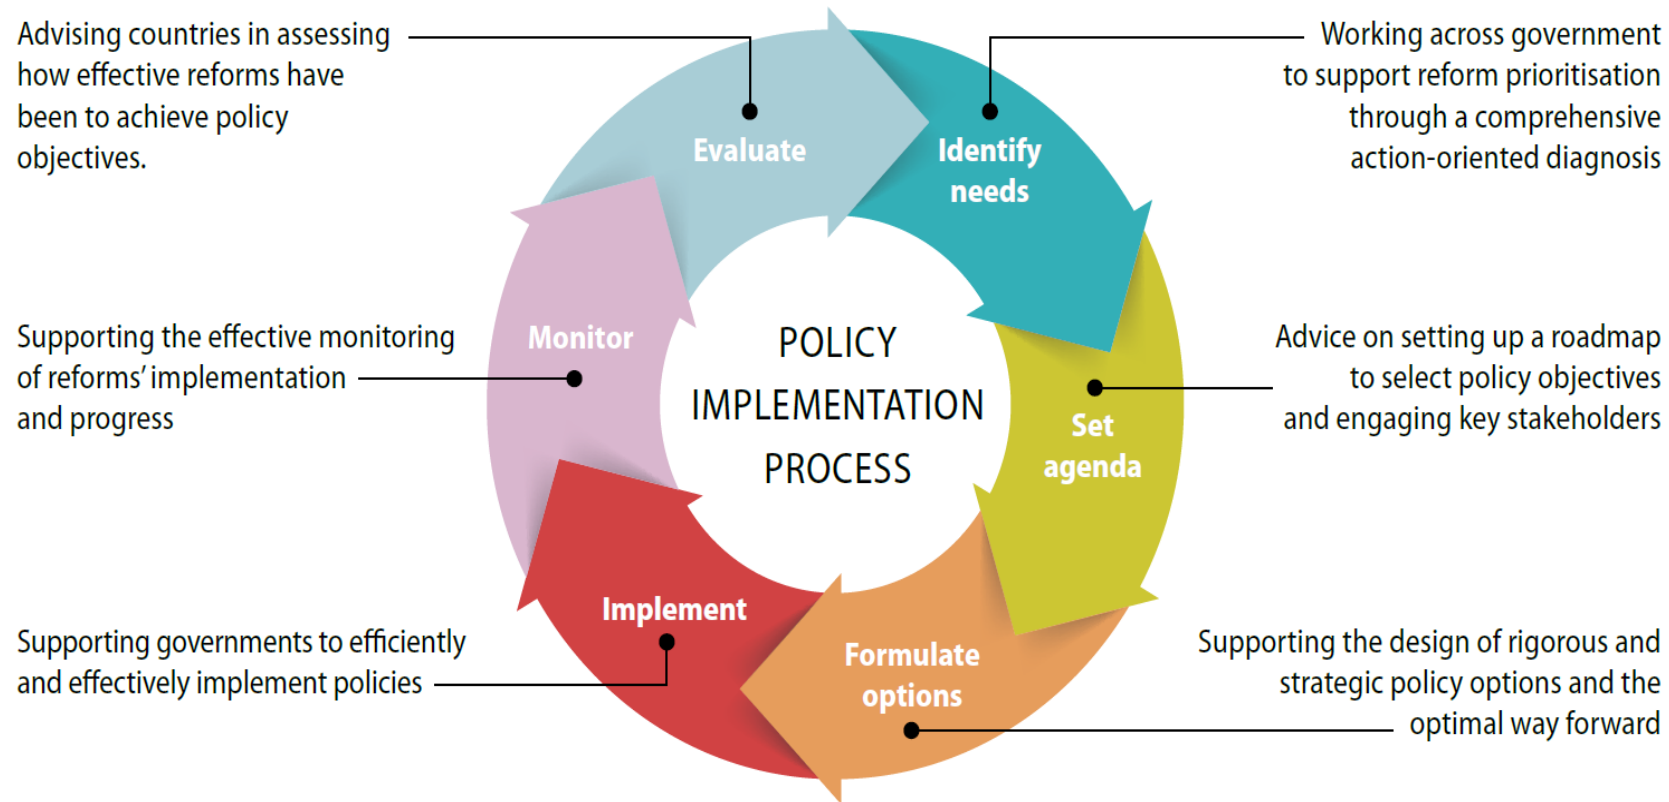 Advising countries in assessing
how effective reforms have
been to achieve policy
objectives.
Working across government
to support reform prioritisation
through a comprehensive
action-oriented diagnosis
Evaluate
Identify
needs
Supporting the effective monitoring
of reforms’ implementation
and progress
Monitor
POLICY
IMPLEMENTATION
PROCESS
Advice on setting up a roadmap
to select policy objectives
and engaging key stakeholders
Set
agenda
Supporting governments to efficiently
and effectively implement policies
Implement
Formulate
options
Supporting the design of rigorous and
strategic policy options and the
optimal way forward